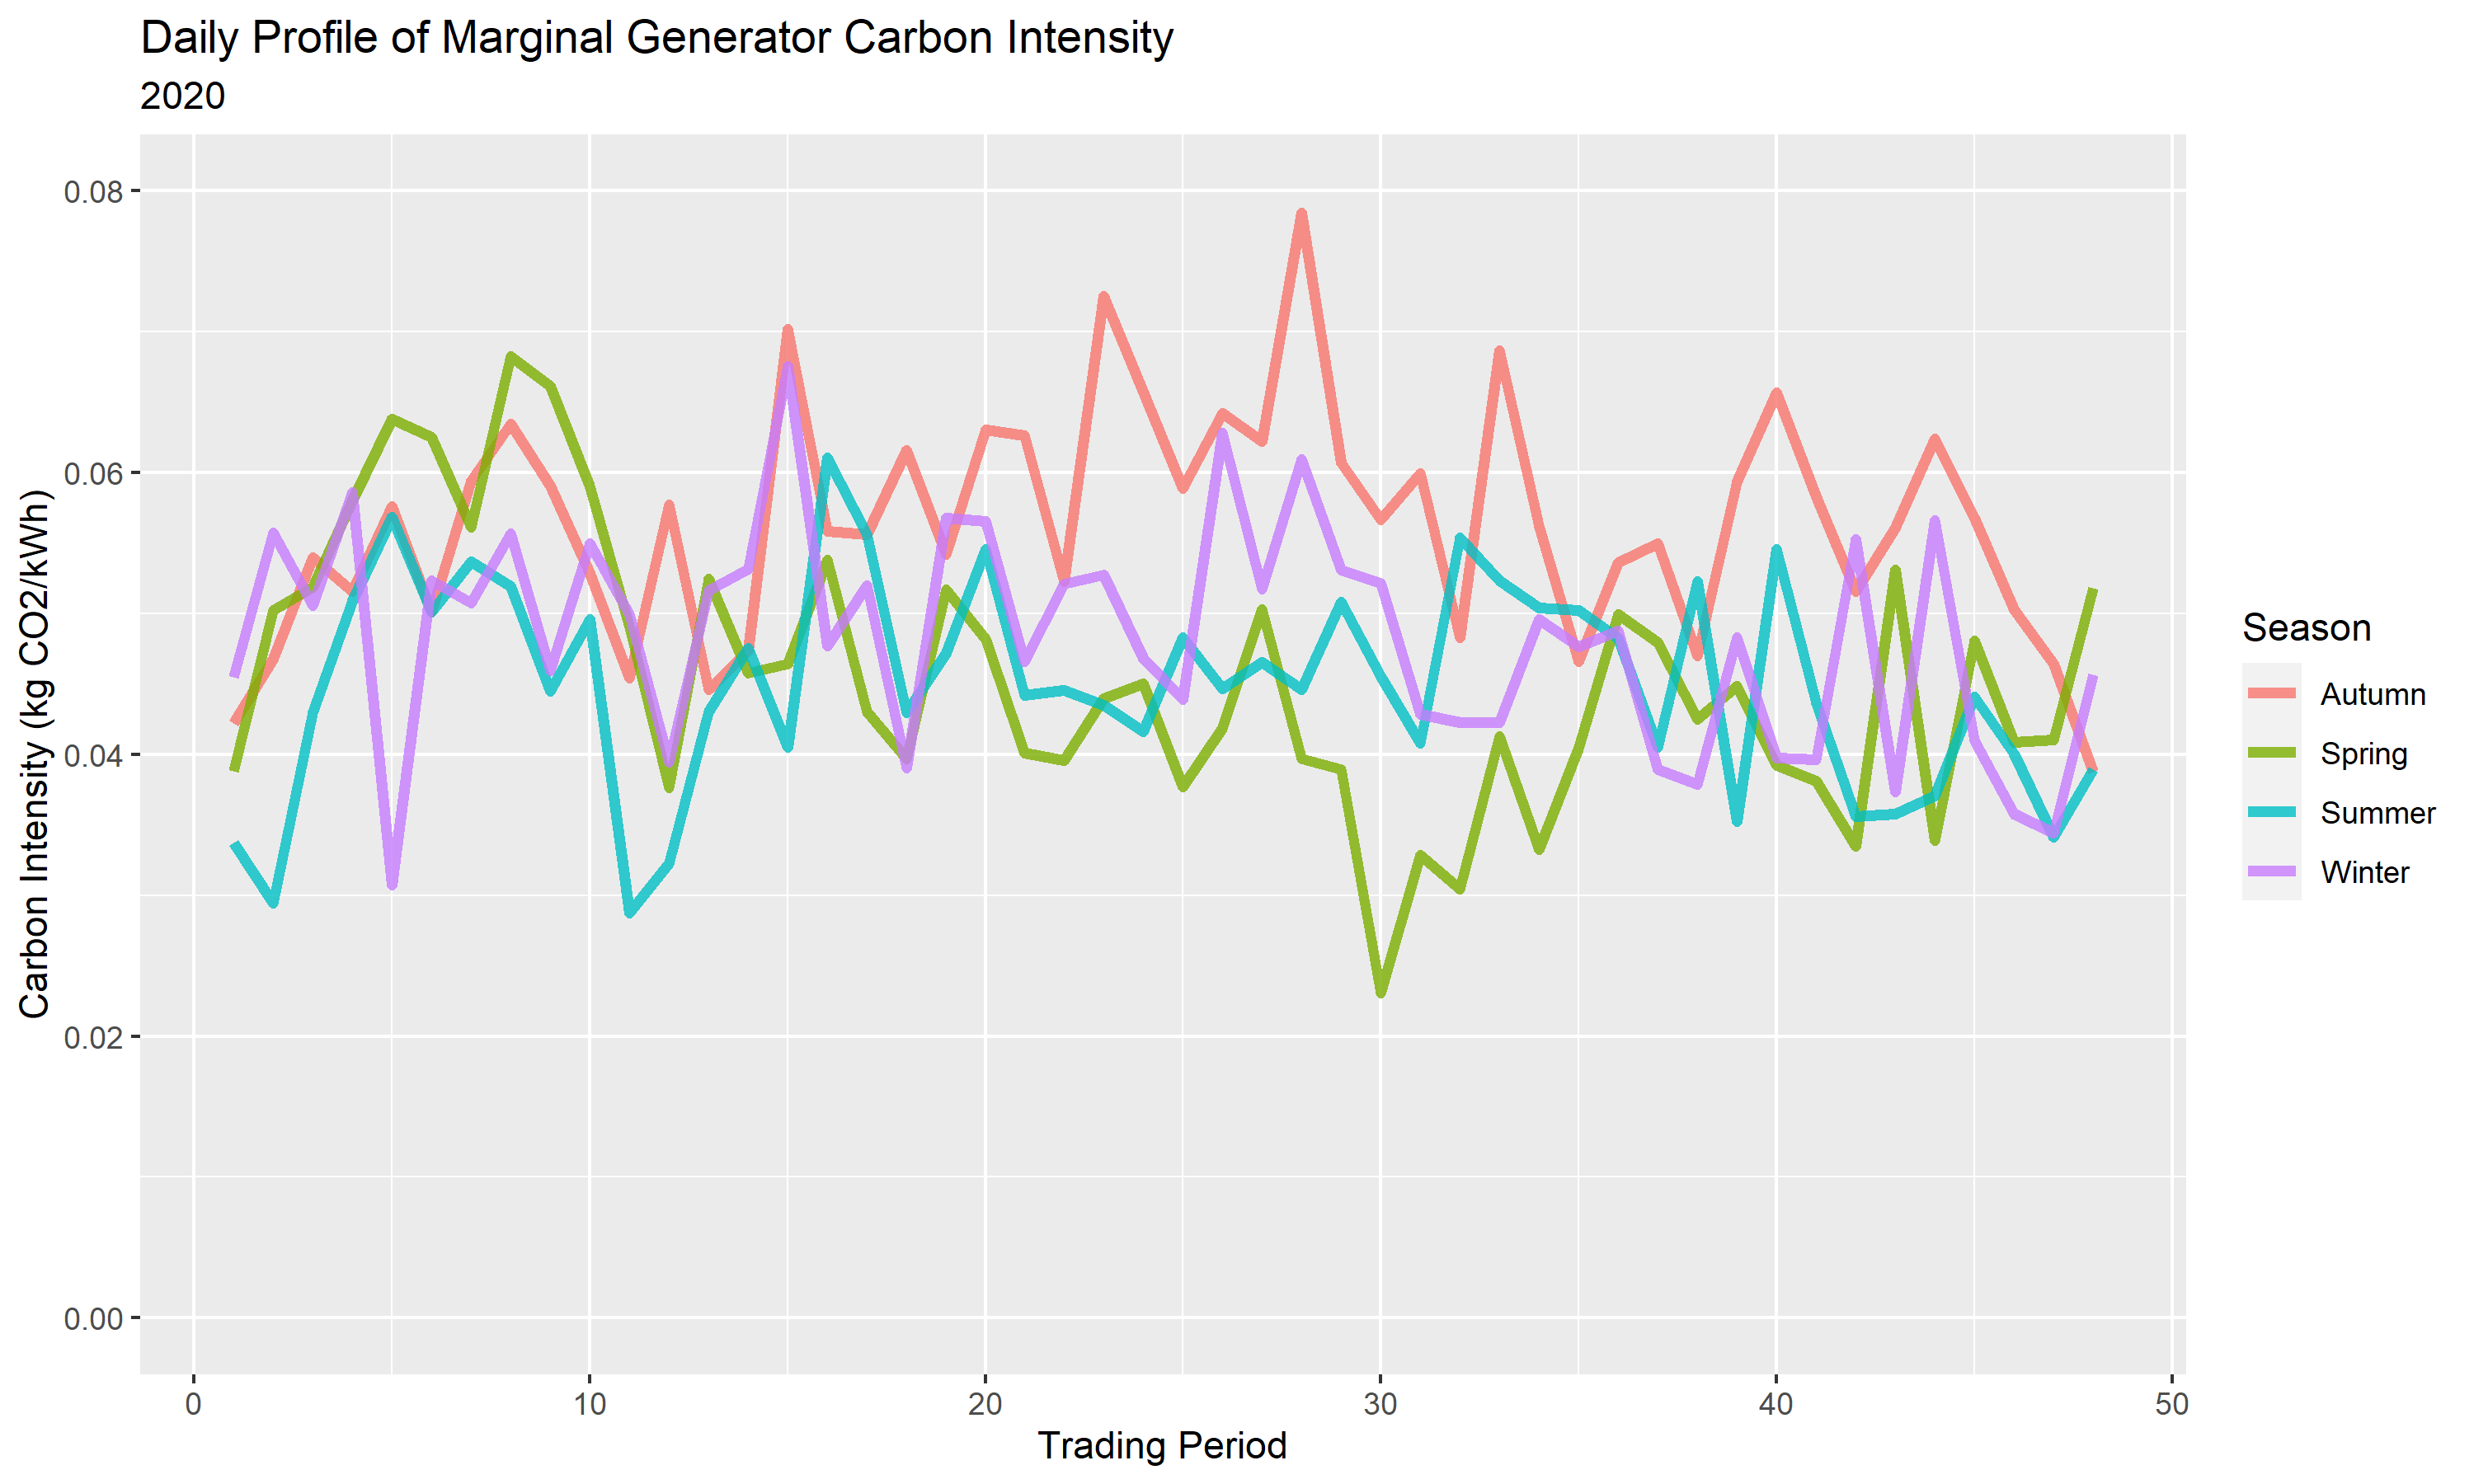 Daily Profile of Marginal Generator Carbon Intensity
2020
Carbon Intensity (kg CO2/kWh)
0.08
0.06
0.04
0.02
0.00
0
10
20
30
40
50
Trading Period
Season
Autumn
Spring
Summer
Winter